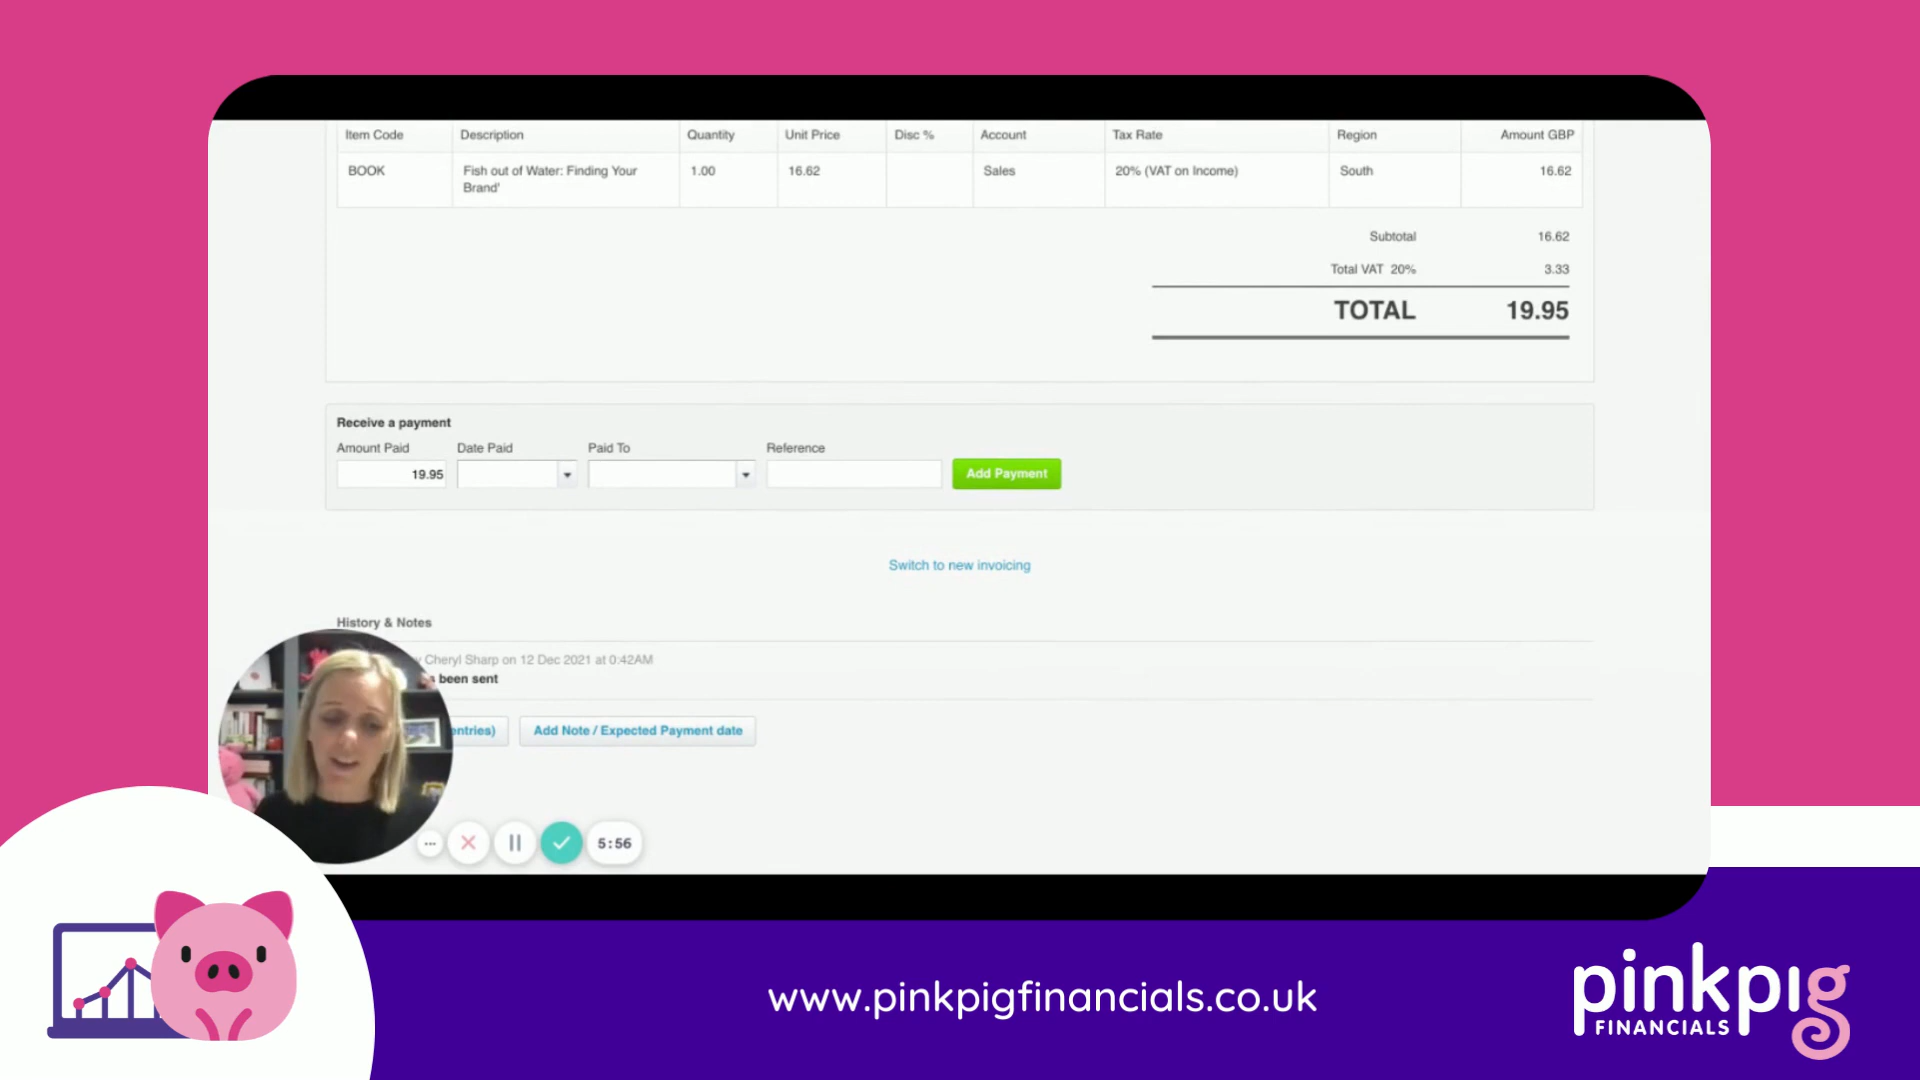 Item Code Description Quantity Unit Price Disc % Account Tax Rate Region Amount GBP
BOOK Fish out of Water: Finding Your 1.00 16.62 Sales 20% (VAT on Income) South 16.62
Brand'
Subtotal 16.62
Total VAT 20% 3.33
TOTAL 19.95
Receive a payment
Amount Paid Date Paid Paid To Reference
19.95 Add Payment
Switch to new invoicing
History & Notes
Cheryl Sharp on 12 Dec 2021 at 0:42AM
been sent
entries) Add Note / Expected Payment date
5:56
www.pinkpigfinancials.co.uk
pinkpig
FINANCIALS